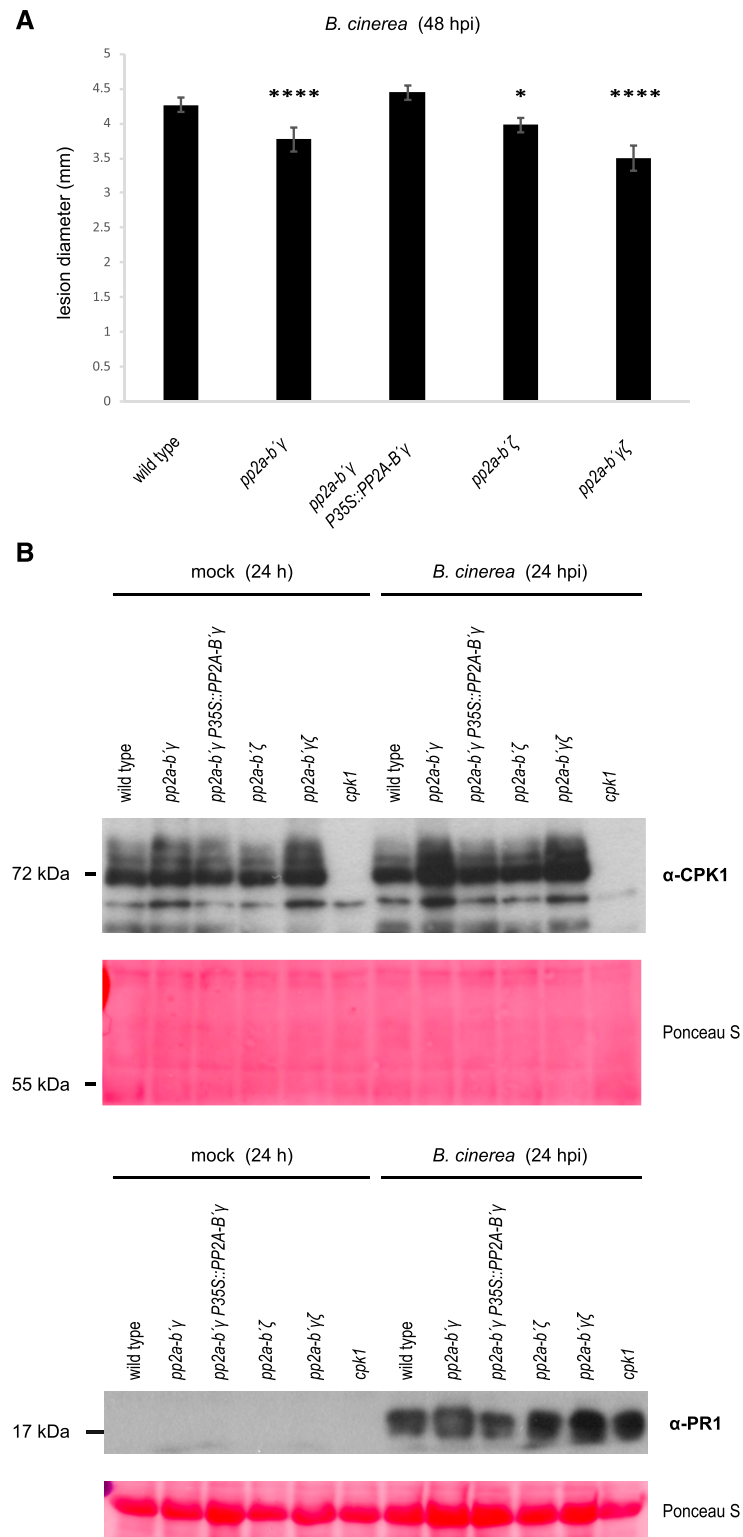 A
B. cinerea (48 hpi)
lesion diameter (mm)
5
4.5
4
3.5
3
2.5
2
1.5
1
0.5
0
****
*
****
wild type
pp2a-b´γ
pp2a-b´γ
P35S::PP2A-B´γ
pp2a-b´ζ
pp2a-b´γζ
B
mock (24 h)
B. cinerea (24 hpi)
wild type
pp2a-b´γ
pp2a-b´γ P35S::PP2A-B´γ
pp2a-b´ζ
pp2a-b´γζ
cpk1
wild type
pp2a-b´γ
pp2a-b´γ P35S::PP2A-B´γ
pp2a-b´ζ
pp2a-b´γζ
cpk1
72 kDa
α-CPK1
Ponceau S
55 kDa
mock (24 h)
B. cinerea (24 hpi)
wild type
pp2a-b´γ
pp2a-b´γ P35S::PP2A-B´γ
pp2a-b´ζ
pp2a-b´γζ
cpk1
wild type
pp2a-b´γ
pp2a-b´γ P35S::PP2A-B´γ
pp2a-b´ζ
pp2a-b´γζ
cpk1
17 kDa
α-PR1
Ponceau S